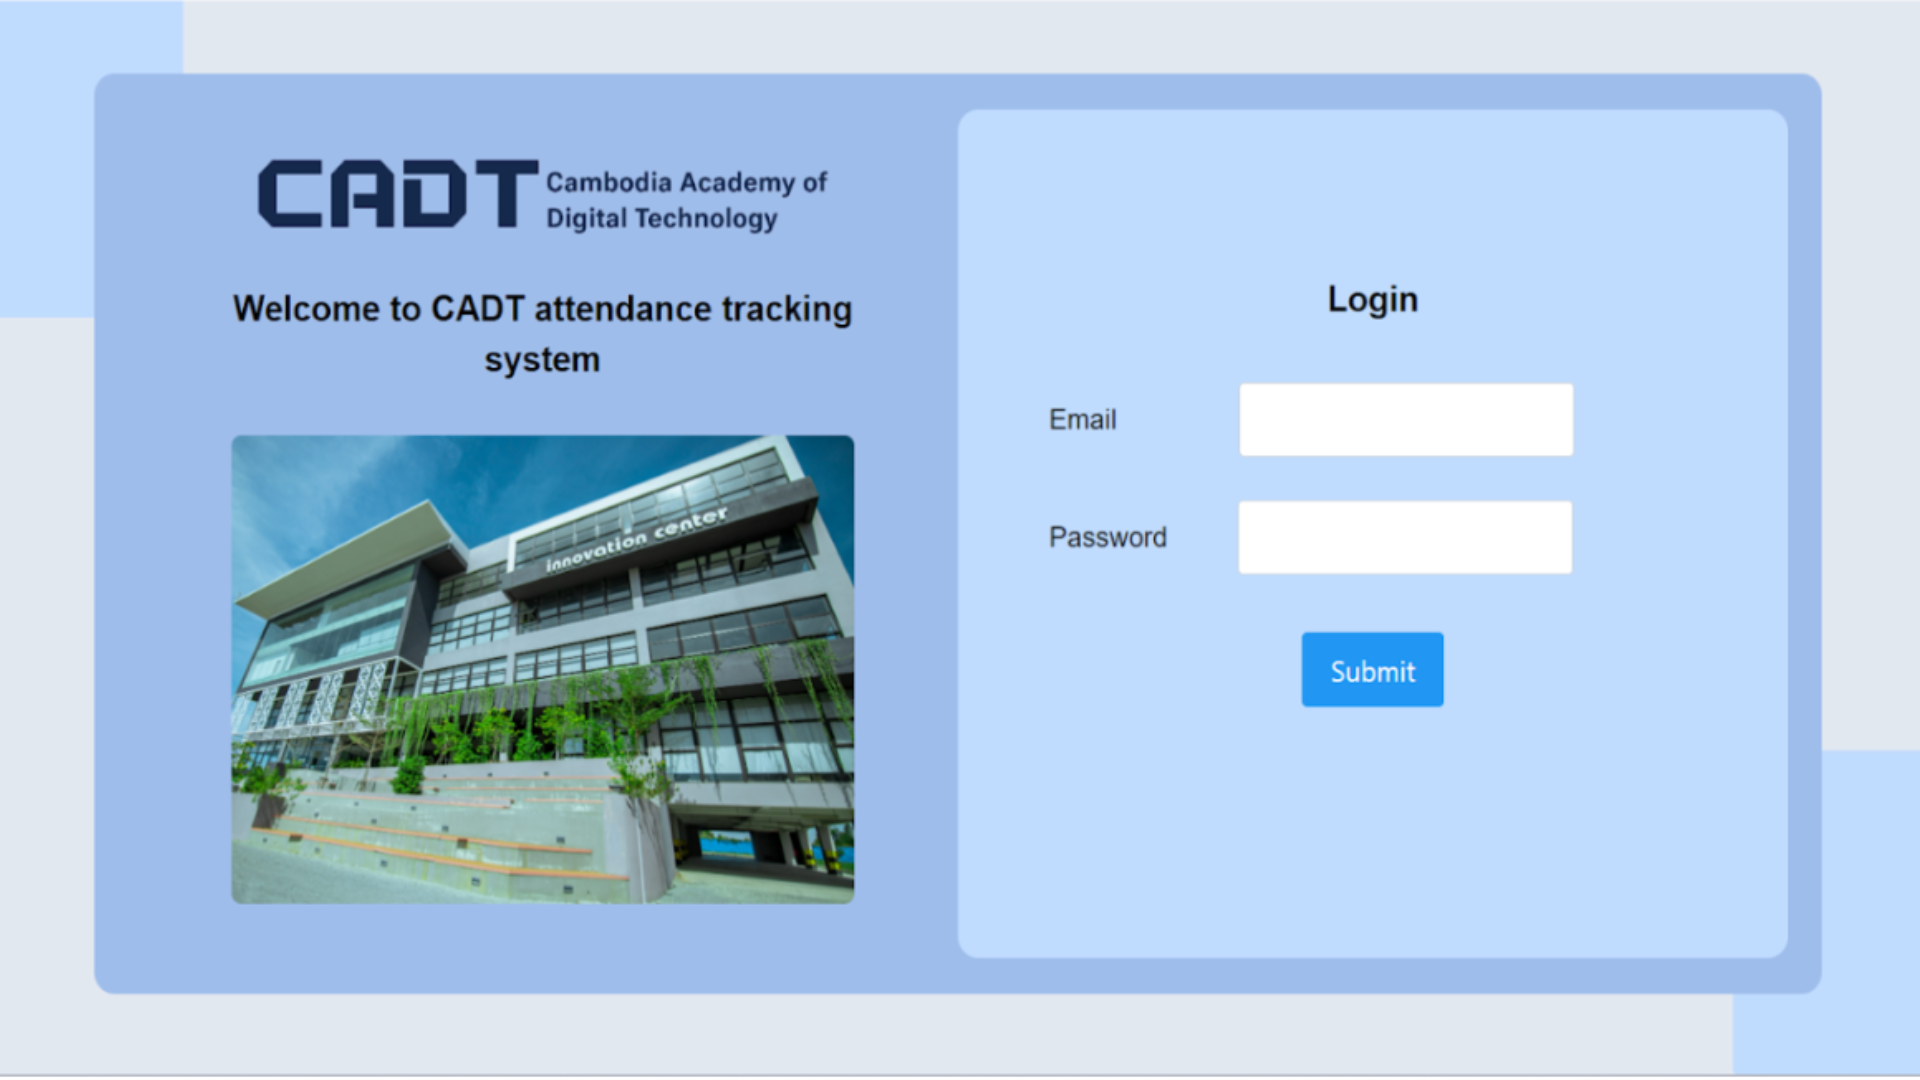 CADT
Cambodia Academy of
Digital Technology
Welcome to CADT attendance tracking
system
innovation center
Login
Email
Password
Submit